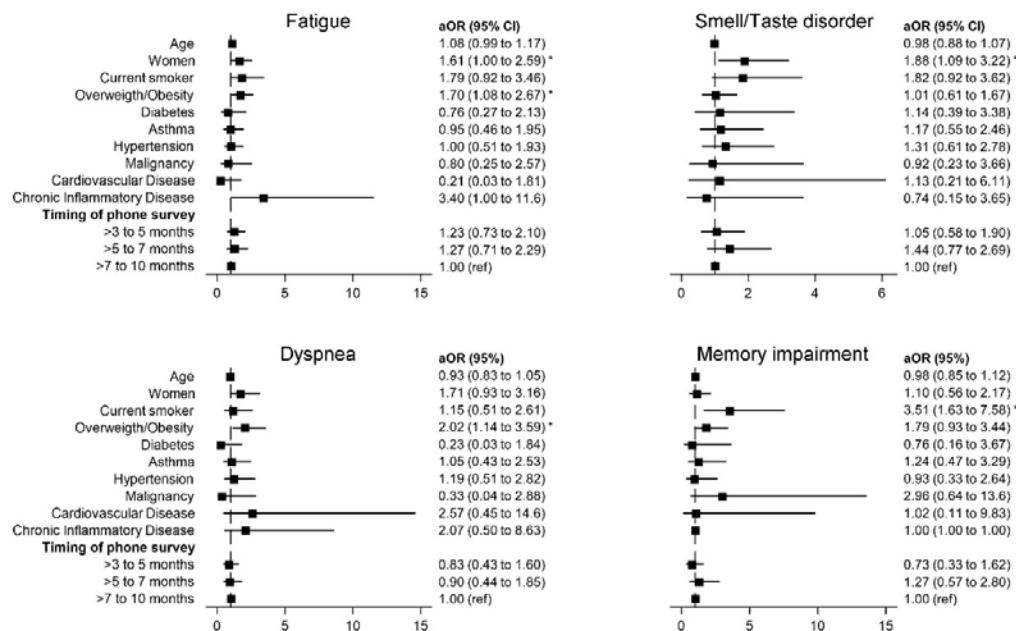 Fatigue aOR (95% CI)
Age 1.08 (0.99 to 1.17)
Women 1.61 (1.00 to 2.59) *
Current smoker 1.79 (0.92 to 3.46)
Overweigth/Obesity 1.70 (1.08 to 2.67) *
Diabetes 0.76 (0.27 to 2.13)
Asthma 0.95 (0.46 to 1.95)
Hypertension 1.00 (0.51 to 1.93)
Malignancy 0.80 (0.25 to 2.57)
Cardiovascular Disease 0.21 (0.03 to 1.81)
Chronic Inflammatory Disease 3.40 (1.00 to 11.6)
Timing of phone survey
>3 to 5 months 1.23 (0.73 to 2.10)
>5 to 7 months 1.27 (0.71 to 2.29)
>7 to 10 months 1.00 (ref)
0 5 10 15
Smell/Taste disorder aOR (95% CI)
0.98 (0.88 to 1.07)
1.88 (1.09 to 3.22) *
1.82 (0.92 to 3.62)
1.01 (0.61 to 1.67)
1.14 (0.39 to 3.38)
1.17 (0.55 to 2.46)
1.31 (0.61 to 2.78)
0.92 (0.23 to 3.66)
1.13 (0.21 to 6.11)
0.74 (0.15 to 3.65)
1.05 (0.58 to 1.90)
1.44 (0.77 to 2.69)
1.00 (ref)
0 2 4 6
Dyspnea aOR (95%)
Age 0.93 (0.83 to 1.05)
Women 1.71 (0.93 to 3.16)
Current smoker 1.15 (0.51 to 2.61)
Overweigth/Obesity 2.02 (1.14 to 3.59) *
Diabetes 0.23 (0.03 to 1.84)
Asthma 1.05 (0.43 to 2.53)
Hypertension 1.19 (0.51 to 2.82)
Malignancy 0.33 (0.04 to 2.88)
Cardiovascular Disease 2.57 (0.45 to 14.6)
Chronic Inflammatory Disease 2.07 (0.50 to 8.63)
Timing of phone survey
>3 to 5 months 0.83 (0.43 to 1.60)
>5 to 7 months 0.90 (0.44 to 1.85)
>7 to 10 months 1.00 (ref)
0 5 10 15
Memory impairment aOR (95%)
0.98 (0.85 to 1.12)
1.10 (0.56 to 2.17)
3.51 (1.63 to 7.58) *
1.79 (0.93 to 3.44)
0.76 (0.16 to 3.67)
1.24 (0.47 to 3.29)
0.93 (0.33 to 2.64)
2.96 (0.64 to 13.6)
1.02 (0.11 to 9.83)
1.00 (1.00 to 1.00)
0.73 (0.33 to 1.62)
1.27 (0.57 to 2.80)
1.00 (ref)
0 5 10 15